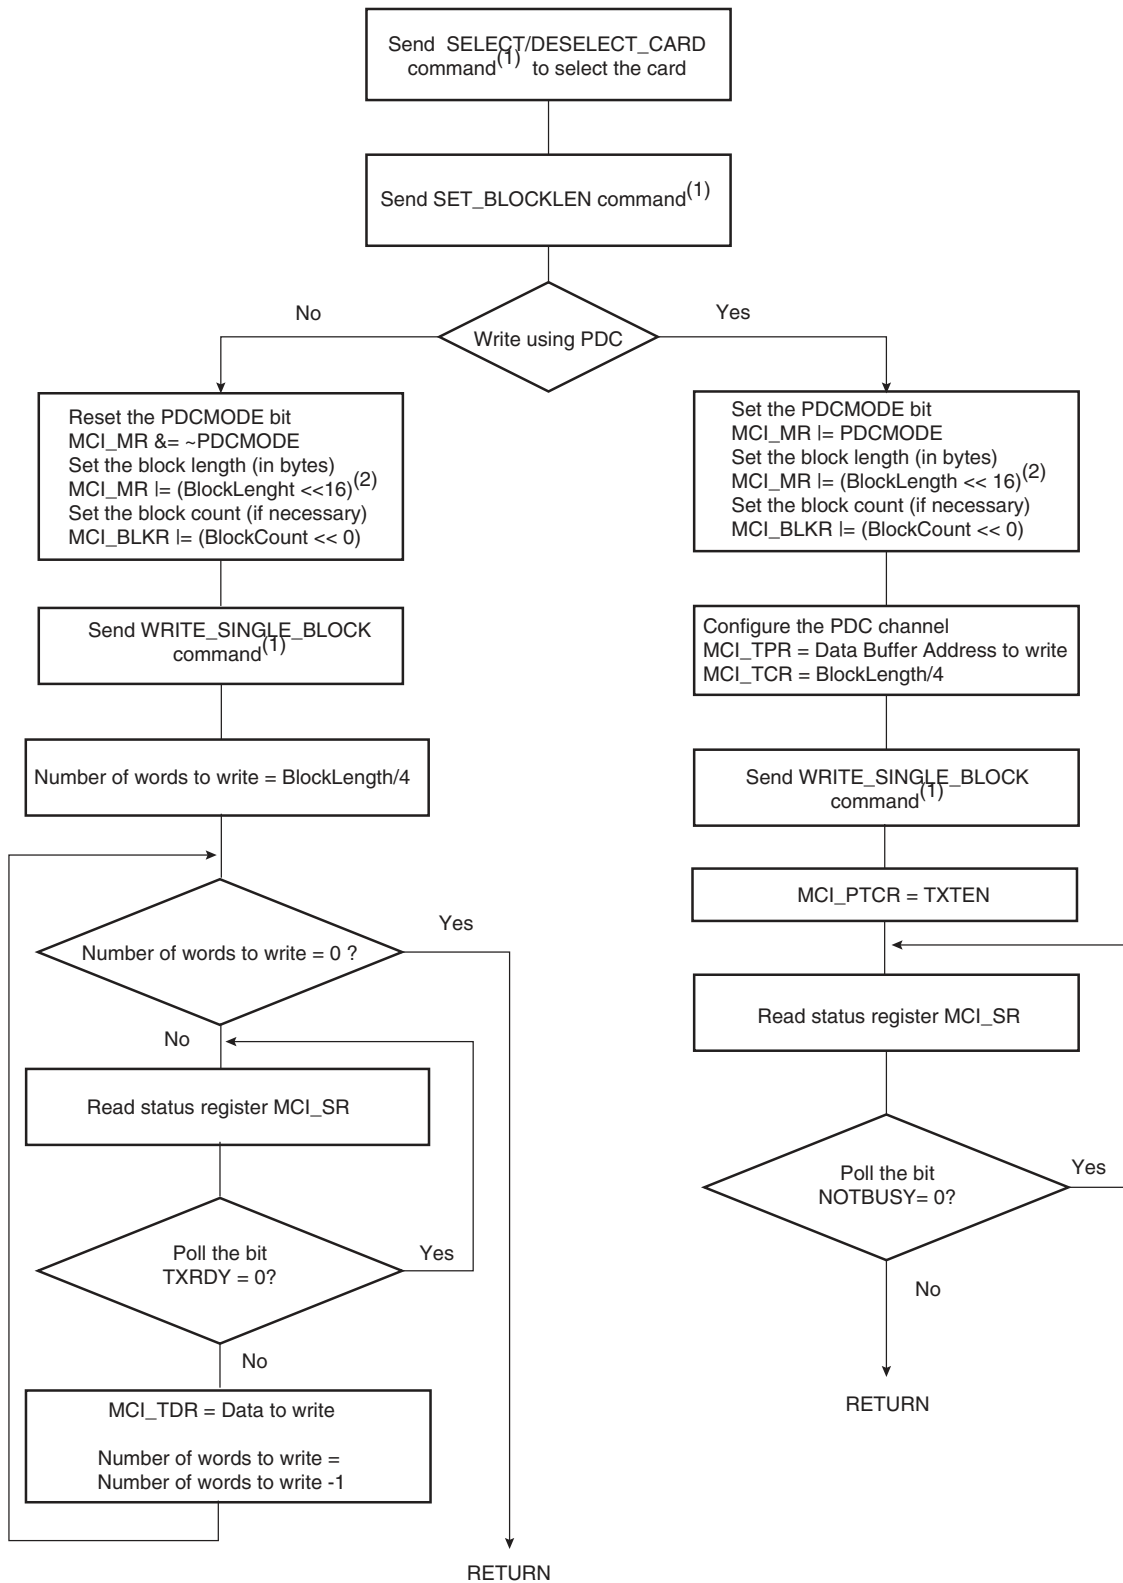 Send SELECT/DESELECT_CARD
command(1) to select the card
Send SET_BLOCKLEN command(1)
Write using PDC
No
Yes
Reset the PDCMODE bit
MCI_MR &= ~PDCMODE
Set the block length (in bytes)
MCI_MR |= (BlockLenght <<16)(2)
Set the block count (if necessary)
MCI_BLKR |= (BlockCount << 0)
Send WRITE_SINGLE_BLOCK
command(1)
Number of words to write = BlockLength/4
Number of words to write = 0 ?
Yes
No
Read status register MCI_SR
Poll the bit
TXRDY = 0?
Yes
No
MCI_TDR = Data to write
Number of words to write =
Number of words to write -1
RETURN
Set the PDCMODE bit
MCI_MR |= PDCMODE
Set the block length (in bytes)
MCI_MR |= (BlockLength << 16)(2)
Set the block count (if necessary)
MCI_BLKR |= (BlockCount << 0)
Configure the PDC channel
MCI_TPR = Data Buffer Address to write
MCI_TCR = BlockLength/4
Send WRITE_SINGLE_BLOCK
command(1)
MCI_PTCR = TXTEN
Read status register MCI_SR
Poll the bit
NOTBUSY= 0?
Yes
No
RETURN